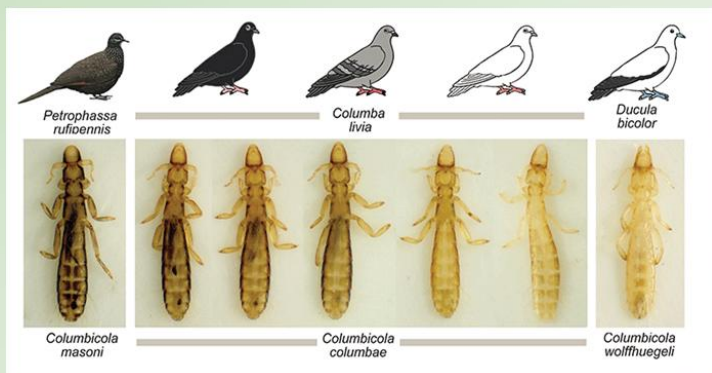 Petrophassa
rufipennis
Columba
livia
Ducula
bicolor
Columbicola
masoni
Columbicola
columbae
Columbicola
wolffhuegeli